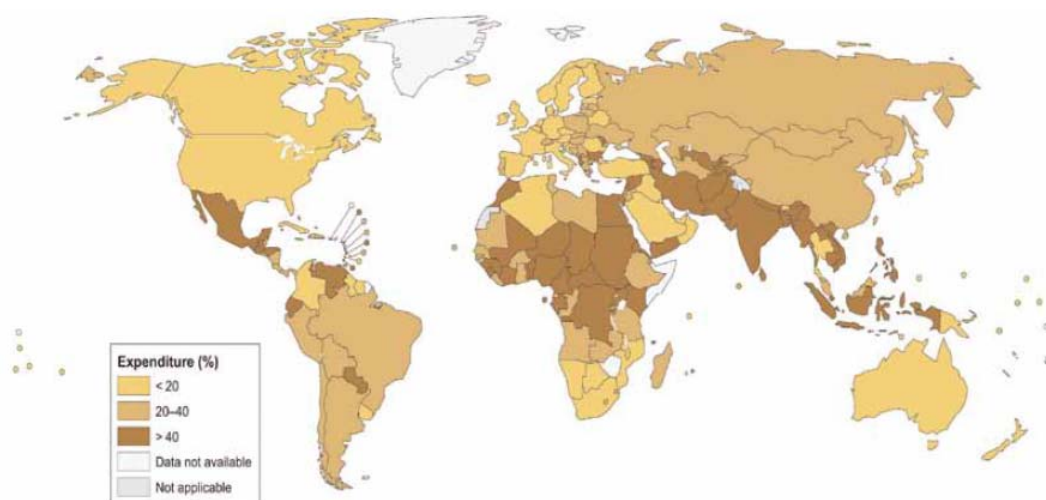 Expenditure (%)
< 20
20–40
> 40
Data not available
Not applicable